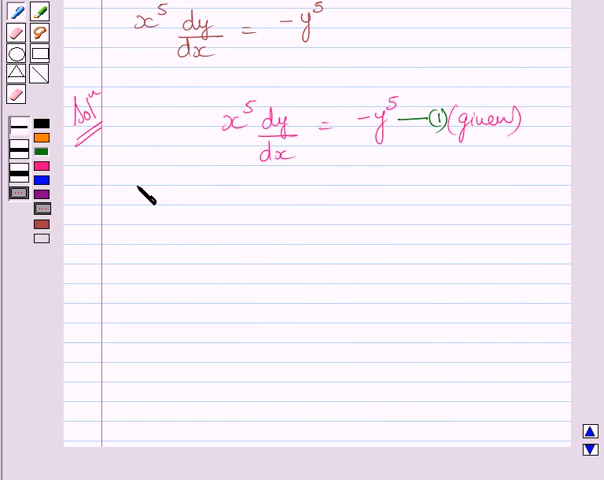 x⁵ dy/dx = -y⁵
Solⁿ
x⁵ dy/dx = -y⁵ — ① (given)